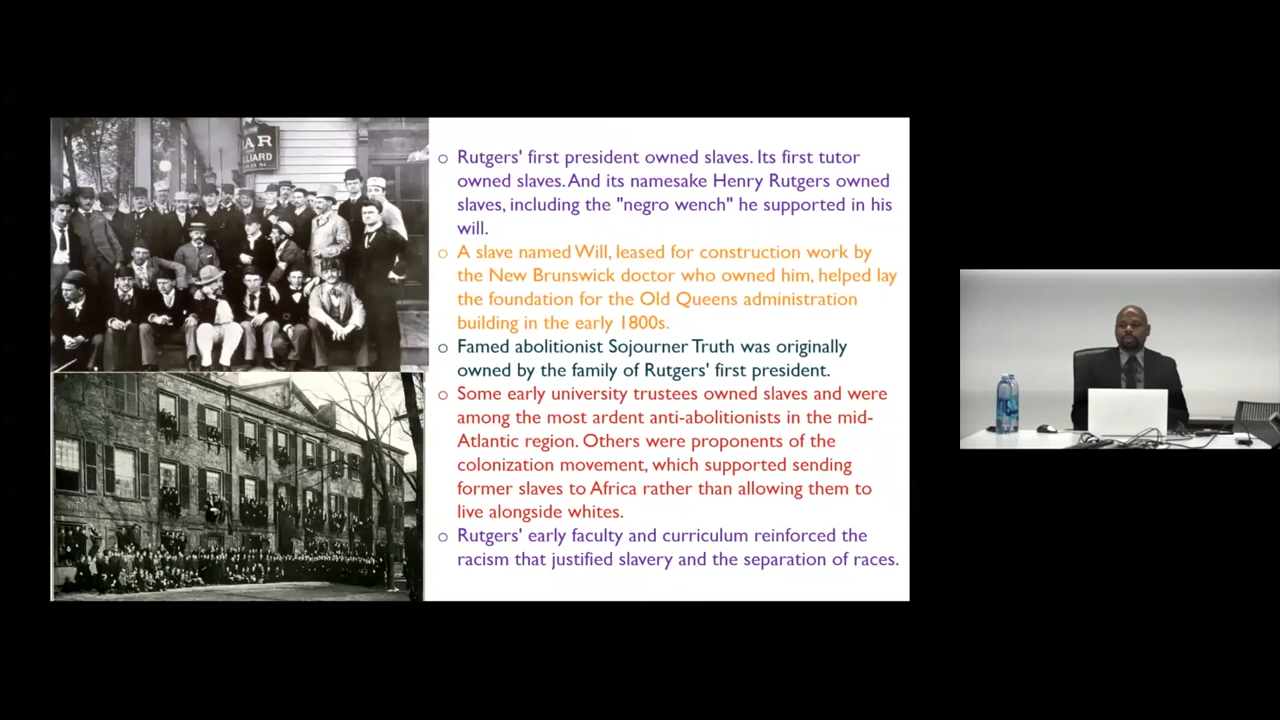 AR
LLIARD
○ Rutgers' first president owned slaves. Its first tutor
owned slaves. And its namesake Henry Rutgers owned
slaves, including the "negro wench" he supported in his
will.
○ A slave named Will, leased for construction work by
the New Brunswick doctor who owned him, helped lay
the foundation for the Old Queens administration
building in the early 1800s.
○ Famed abolitionist Sojourner Truth was originally
owned by the family of Rutgers' first president.
○ Some early university trustees owned slaves and were
among the most ardent anti-abolitionists in the mid-
Atlantic region. Others were proponents of the
colonization movement, which supported sending
former slaves to Africa rather than allowing them to
live alongside whites.
○ Rutgers' early faculty and curriculum reinforced the
racism that justified slavery and the separation of races.